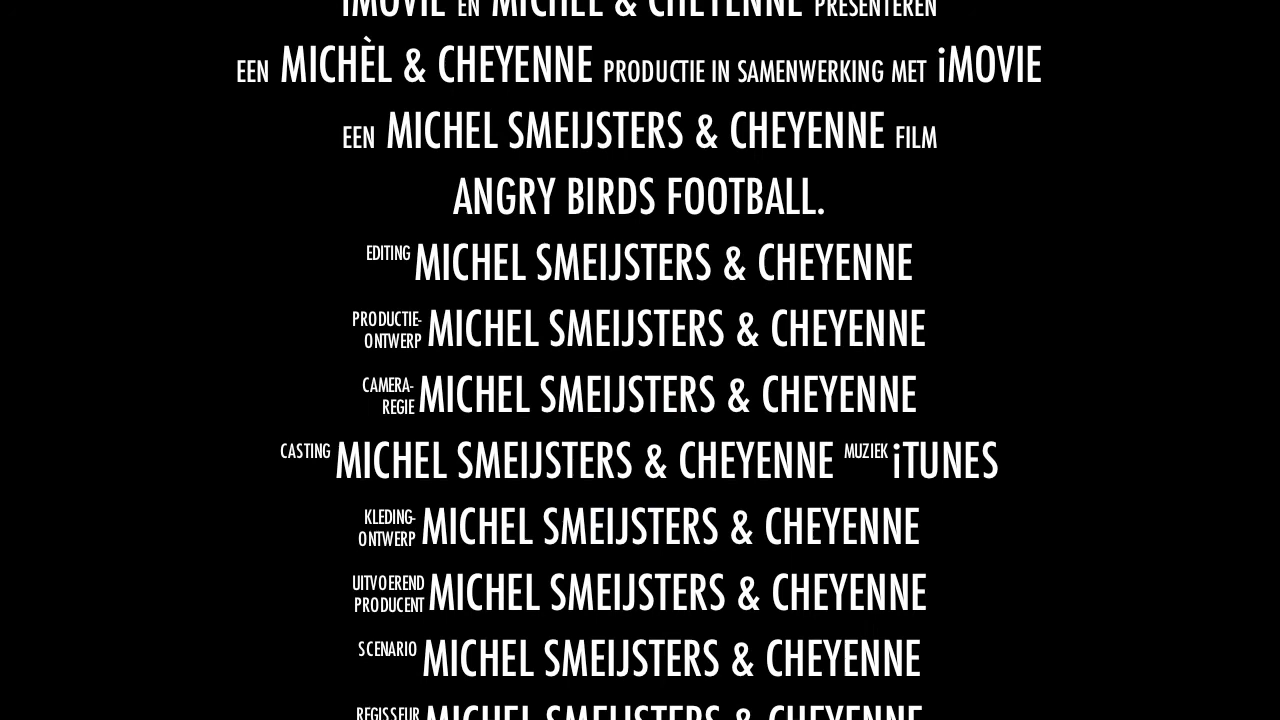 iMOVIE EN MICHÈL & CHEYENNE PRESENTEREN
EEN MICHÈL & CHEYENNE PRODUCTIE IN SAMENWERKING MET iMOVIE
EEN MICHEL SMEIJSTERS & CHEYENNE FILM
ANGRY BIRDS FOOTBALL.
EDITING MICHEL SMEIJSTERS & CHEYENNE
PRODUCTIE-
ONTWERP MICHEL SMEIJSTERS & CHEYENNE
CAMERA-
REGIE MICHEL SMEIJSTERS & CHEYENNE
CASTING MICHEL SMEIJSTERS & CHEYENNE MUZIEK iTUNES
KLEDING-
ONTWERP MICHEL SMEIJSTERS & CHEYENNE
UITVOEREND
PRODUCENT MICHEL SMEIJSTERS & CHEYENNE
SCENARIO MICHEL SMEIJSTERS & CHEYENNE
REGISSEUR MICHEL SMEIJSTERS & CHEYENNE